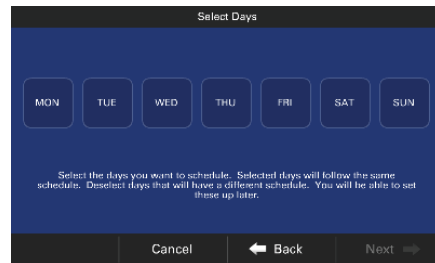 Select Days
MON TUE WED THU FRI SAT SUN
Select the days you want to schedule. Selected days will follow the same
schedule. Deselect days that will have a different schedule. You will be able to set
these up later.
Cancel Back Next